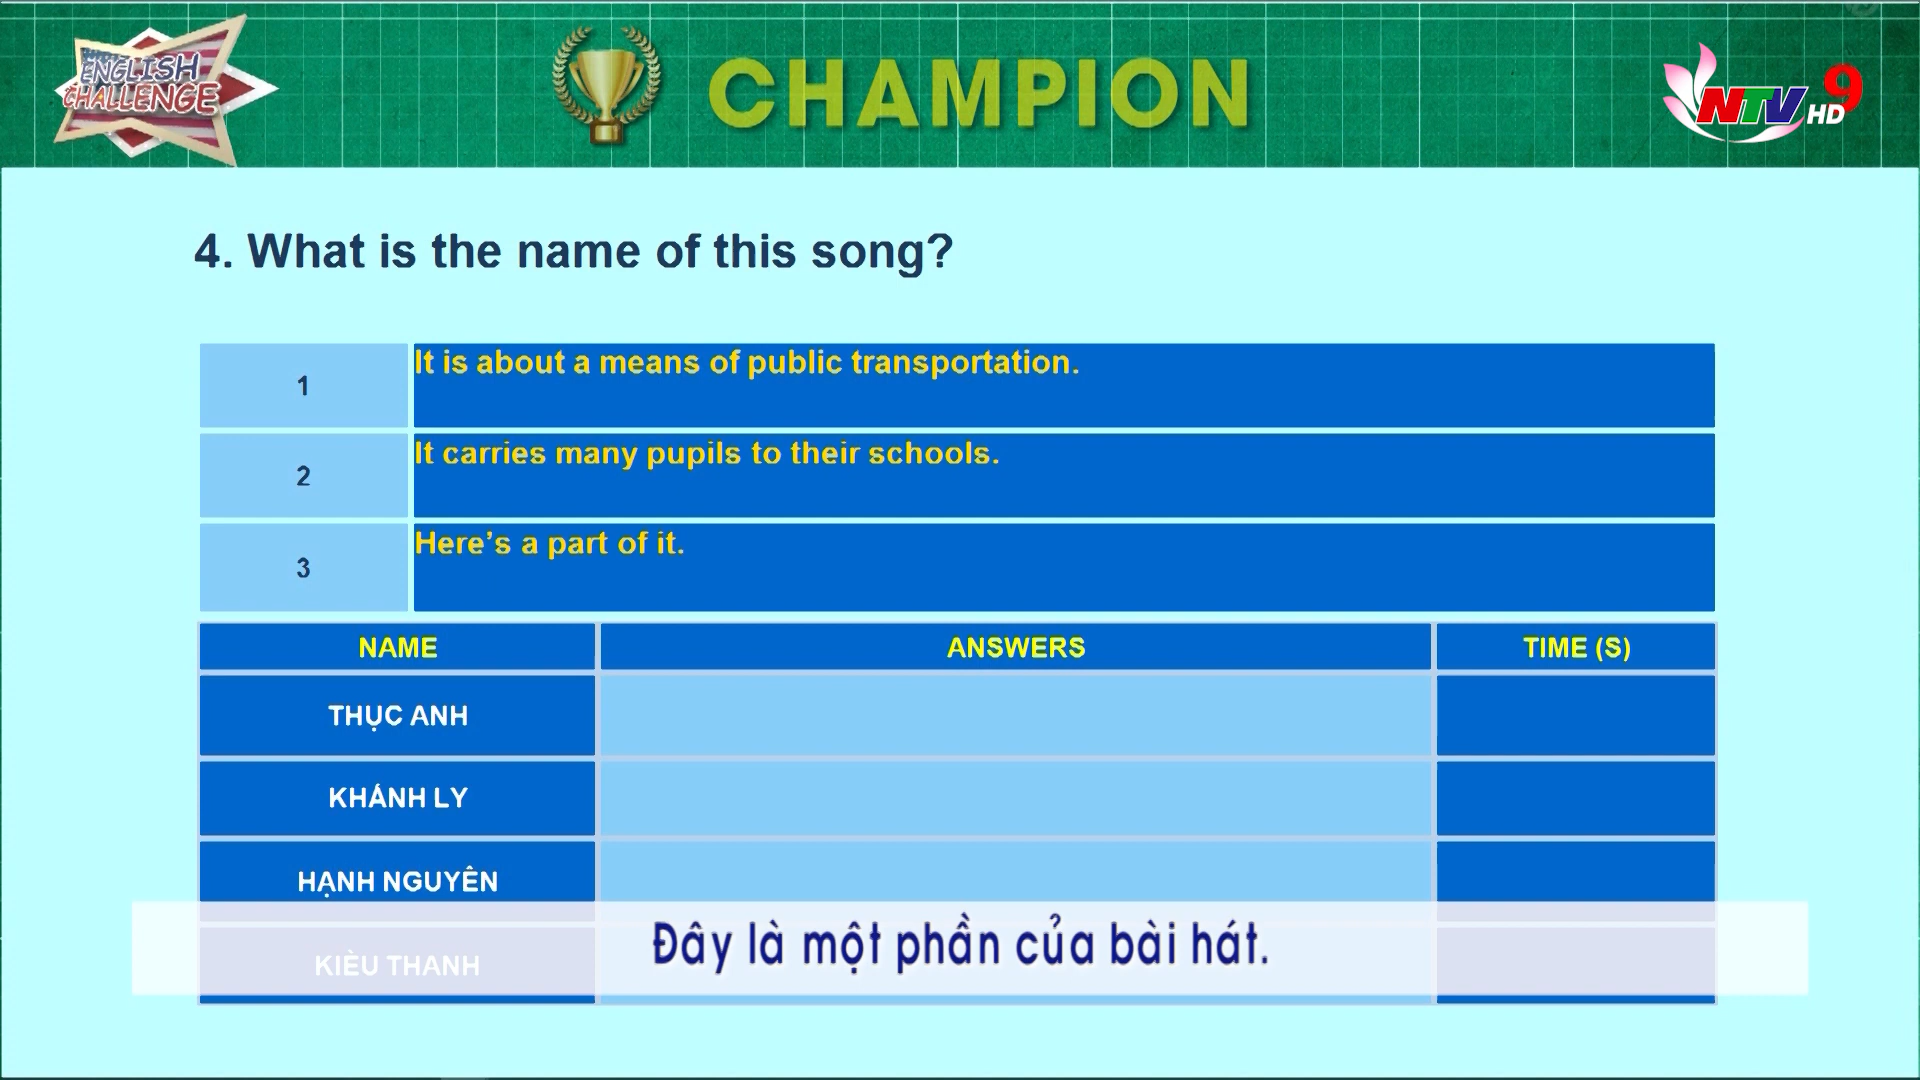 ENGLISH
CHALLENGE
CHAMPION
NTV HD 9
4. What is the name of this song?
1
It is about a means of public transportation.
2
It carries many pupils to their schools.
3
Here’s a part of it.
NAME ANSWERS TIME (S)
THỤC ANH
KHÁNH LY
HẠNH NGUYÊN
KIỀU THANH
Đây là một phần của bài hát.